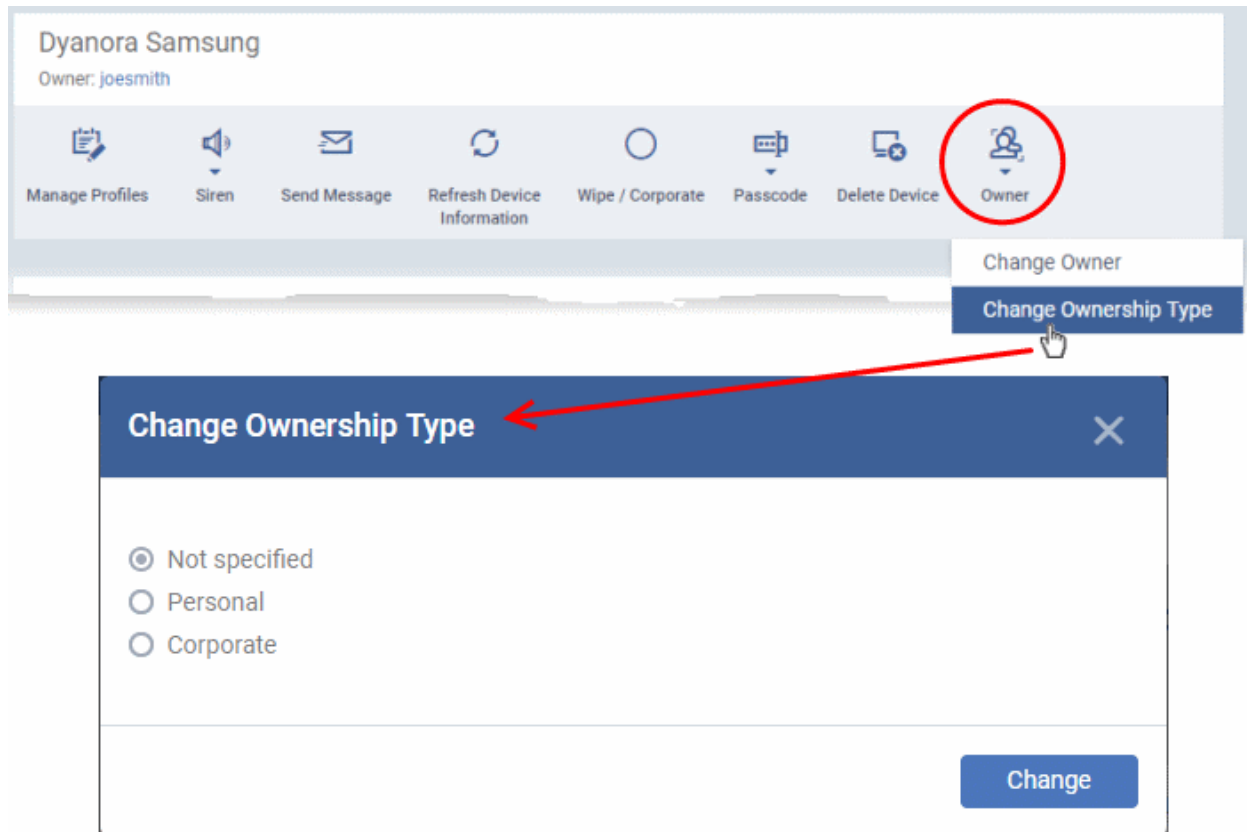 Dyanora Samsung
Owner: joesmith
Manage Profiles
Siren
Send Message
Refresh Device
Information
Wipe / Corporate
Passcode
Delete Device
Owner
Change Owner
Change Ownership Type
Change Ownership Type
Not specified
Personal
Corporate
Change